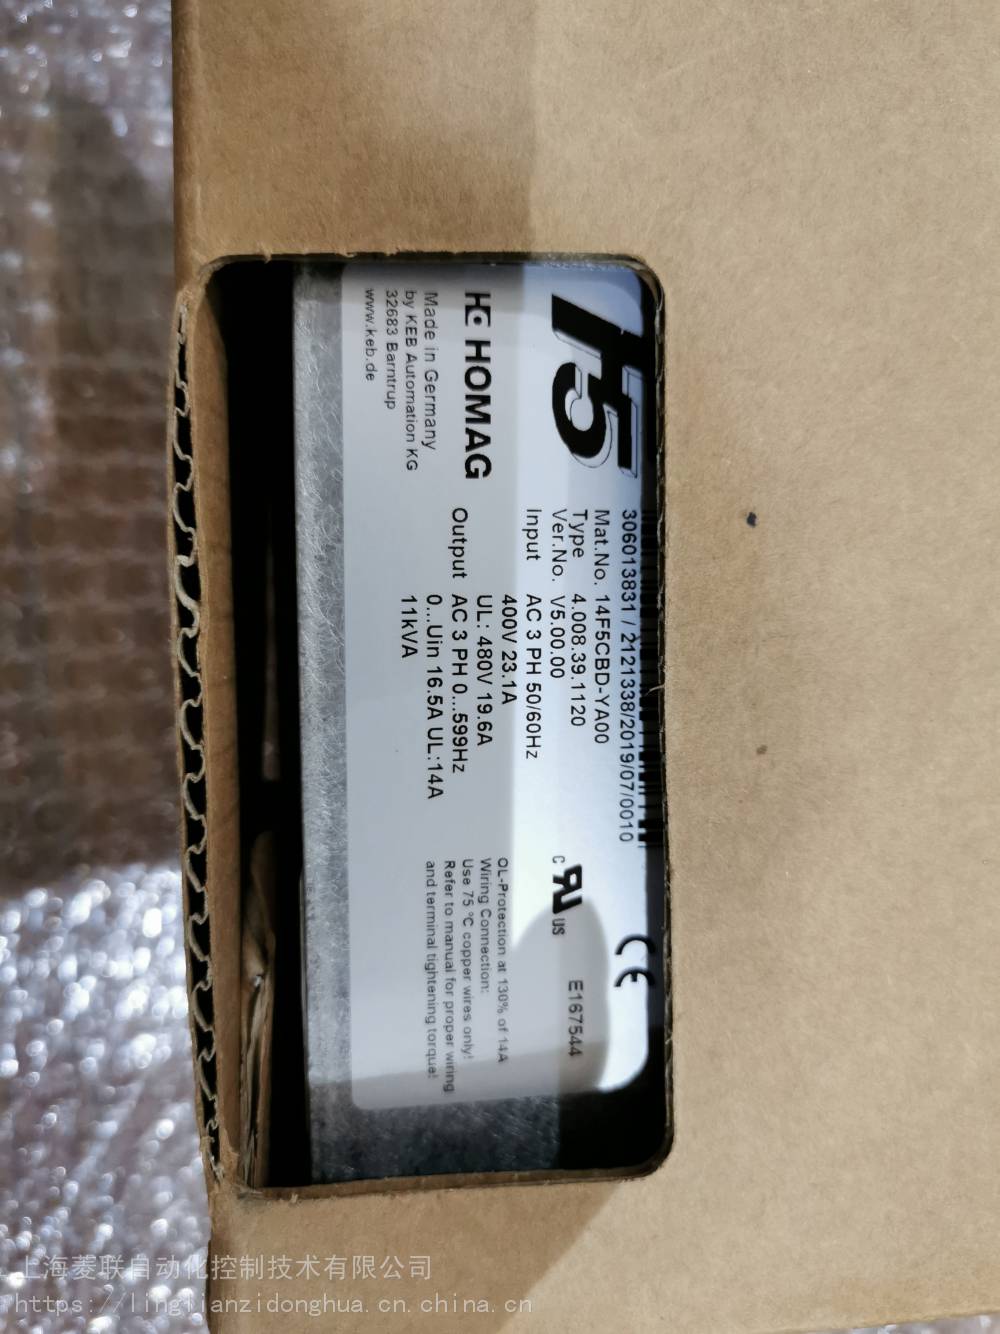 F5
306013831 / 2121338/2019/07/0010
Mat.No. 14F5CBD-YA00
Type 4.008.39.1120
Ver.No. V5.00.00
Input AC 3 PH 50/60Hz
400V 23.1A
UL: 480V 19.6A
Output AC 3 PH 0...599Hz
0...Uin 16.5A UL:14A
11kVA
HOMAG
Made in Germany
by KEB Automation KG
32683 Barntrup
www.keb.de
CE
C RU US
E167544
OL-Protection at 130% of 14A
Wiring Connection:
Use 75 °C copper wires only!
Refer to manual for proper wiring
and terminal tightening torque!
上海菱联自动化控制技术有限公司
https://linglianzidonghua.cn.china.cn